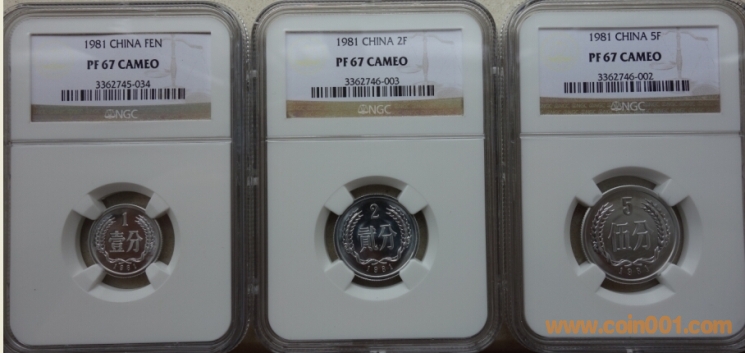 1981 CHINA FEN
PF 67 CAMEO
3362745-034
NGC
1
壹分
1981
1981 CHINA 2F
PF 67 CAMEO
3362746-003
NGC
2
贰分
1981
1981 CHINA 5F
PF 67 CAMEO
3362746-002
NGC
5
伍分
1981
www.coin001.com